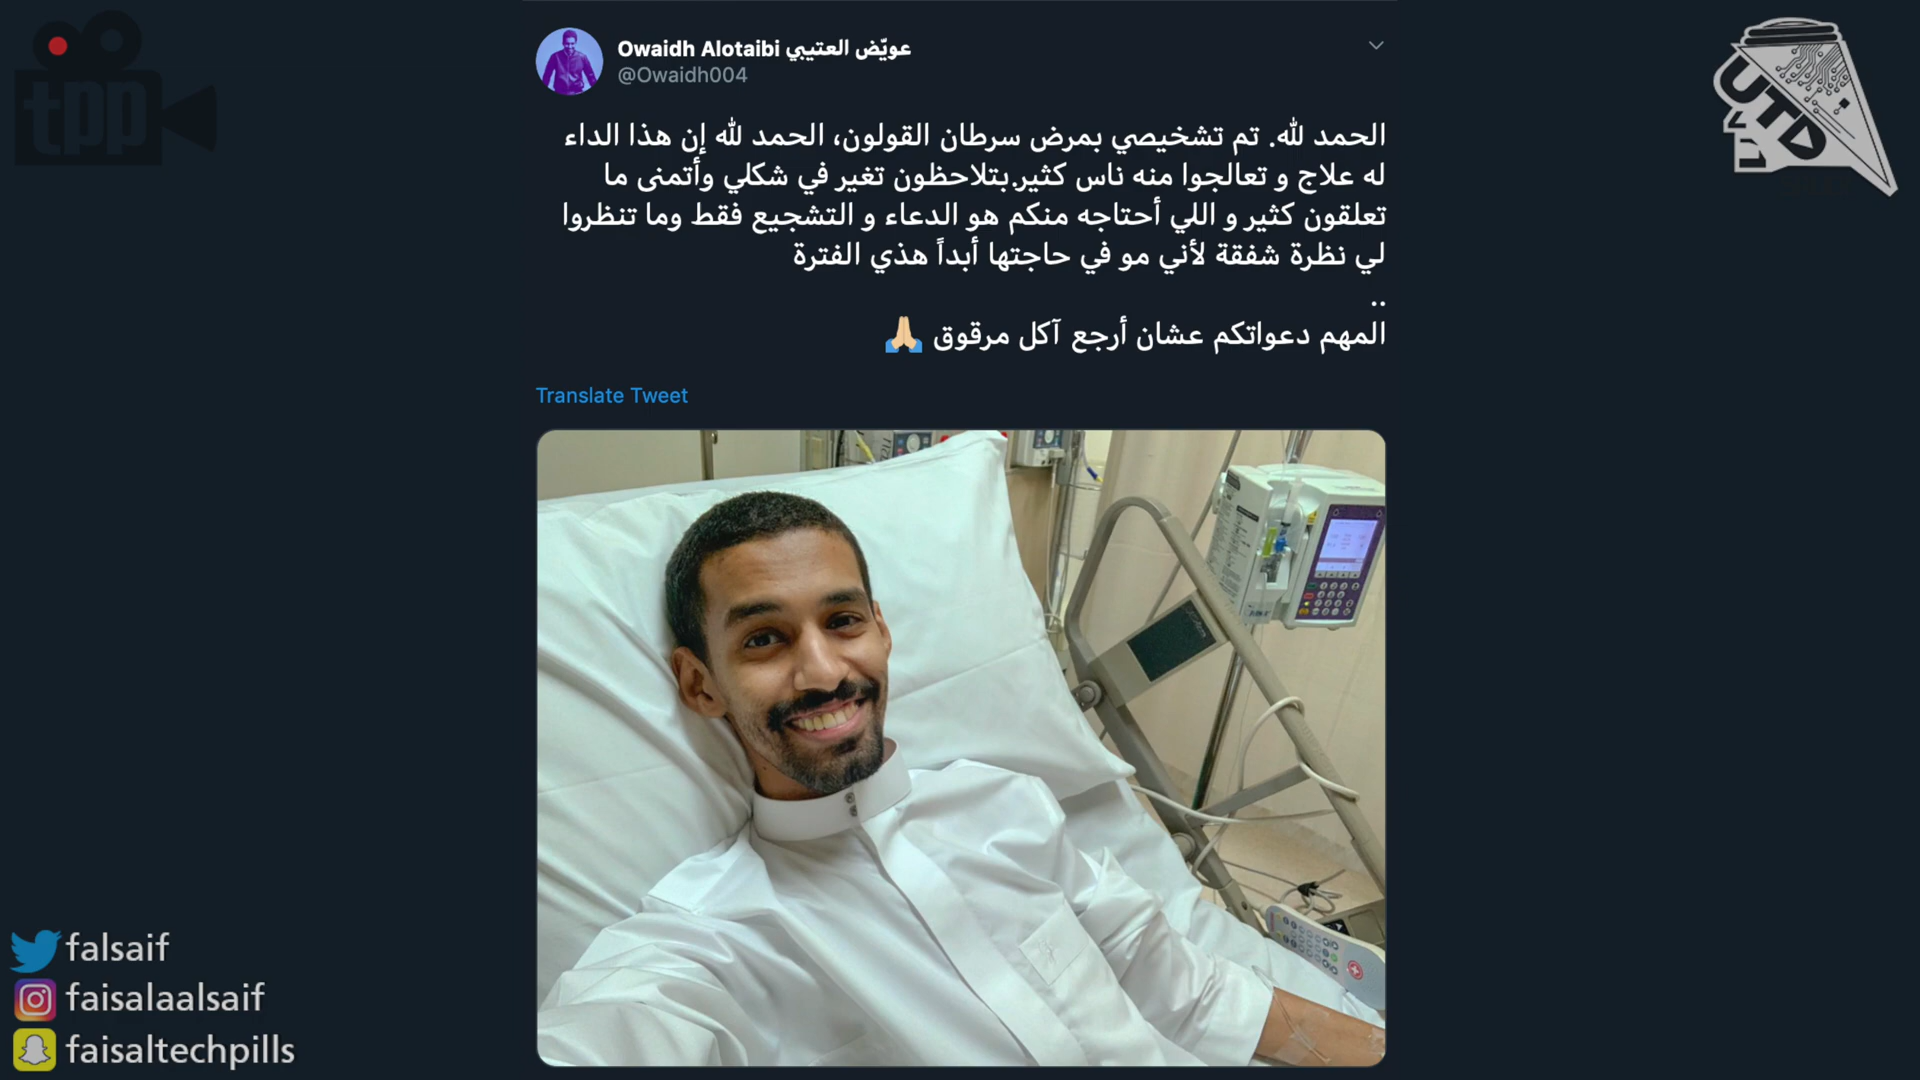 tpp
UTD
Owaidh Alotaibi عويّض العتيبي
@Owaidh004
الحمد لله. تم تشخيصي بمرض سرطان القولون، الحمد لله إن هذا الداء
له علاج و تعالجوا منه ناس كثير.بتلاحظون تغير في شكلي وأتمنى ما
تعلقون كثير و اللي أحتاجه منكم هو الدعاء و التشجيع فقط وما تنظروا
لي نظرة شفقة لأني مو في حاجتها أبداً هذي الفترة
..
المهم دعواتكم عشان أرجع آكل مرقوق 🙏🏻
Translate Tweet
falsaif
faisalaalsaif
faisaltechpills